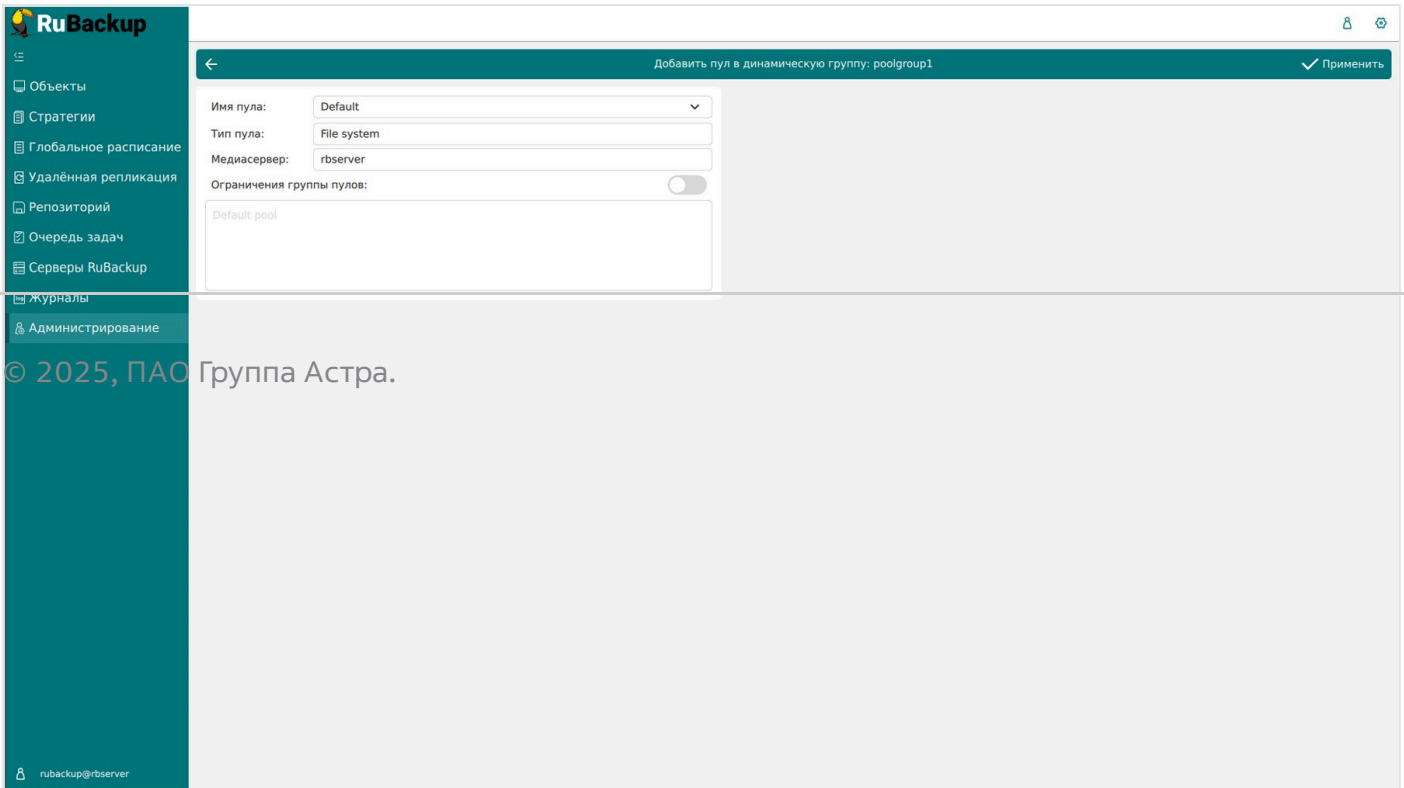 RuBackup
Добавить пул в динамическую группу: poolgroup1
Применить
Объекты
Стратегии
Глобальное расписание
Удалённая репликация
Репозиторий
Очередь задач
Серверы RuBackup
Журналы
Администрирование
Имя пула: Default
Тип пула: File system
Медиасервер: rbserver
Ограничения группы пулов:
Default pool
© 2025, ПАО Группа Астра.
rubackup@rbserver